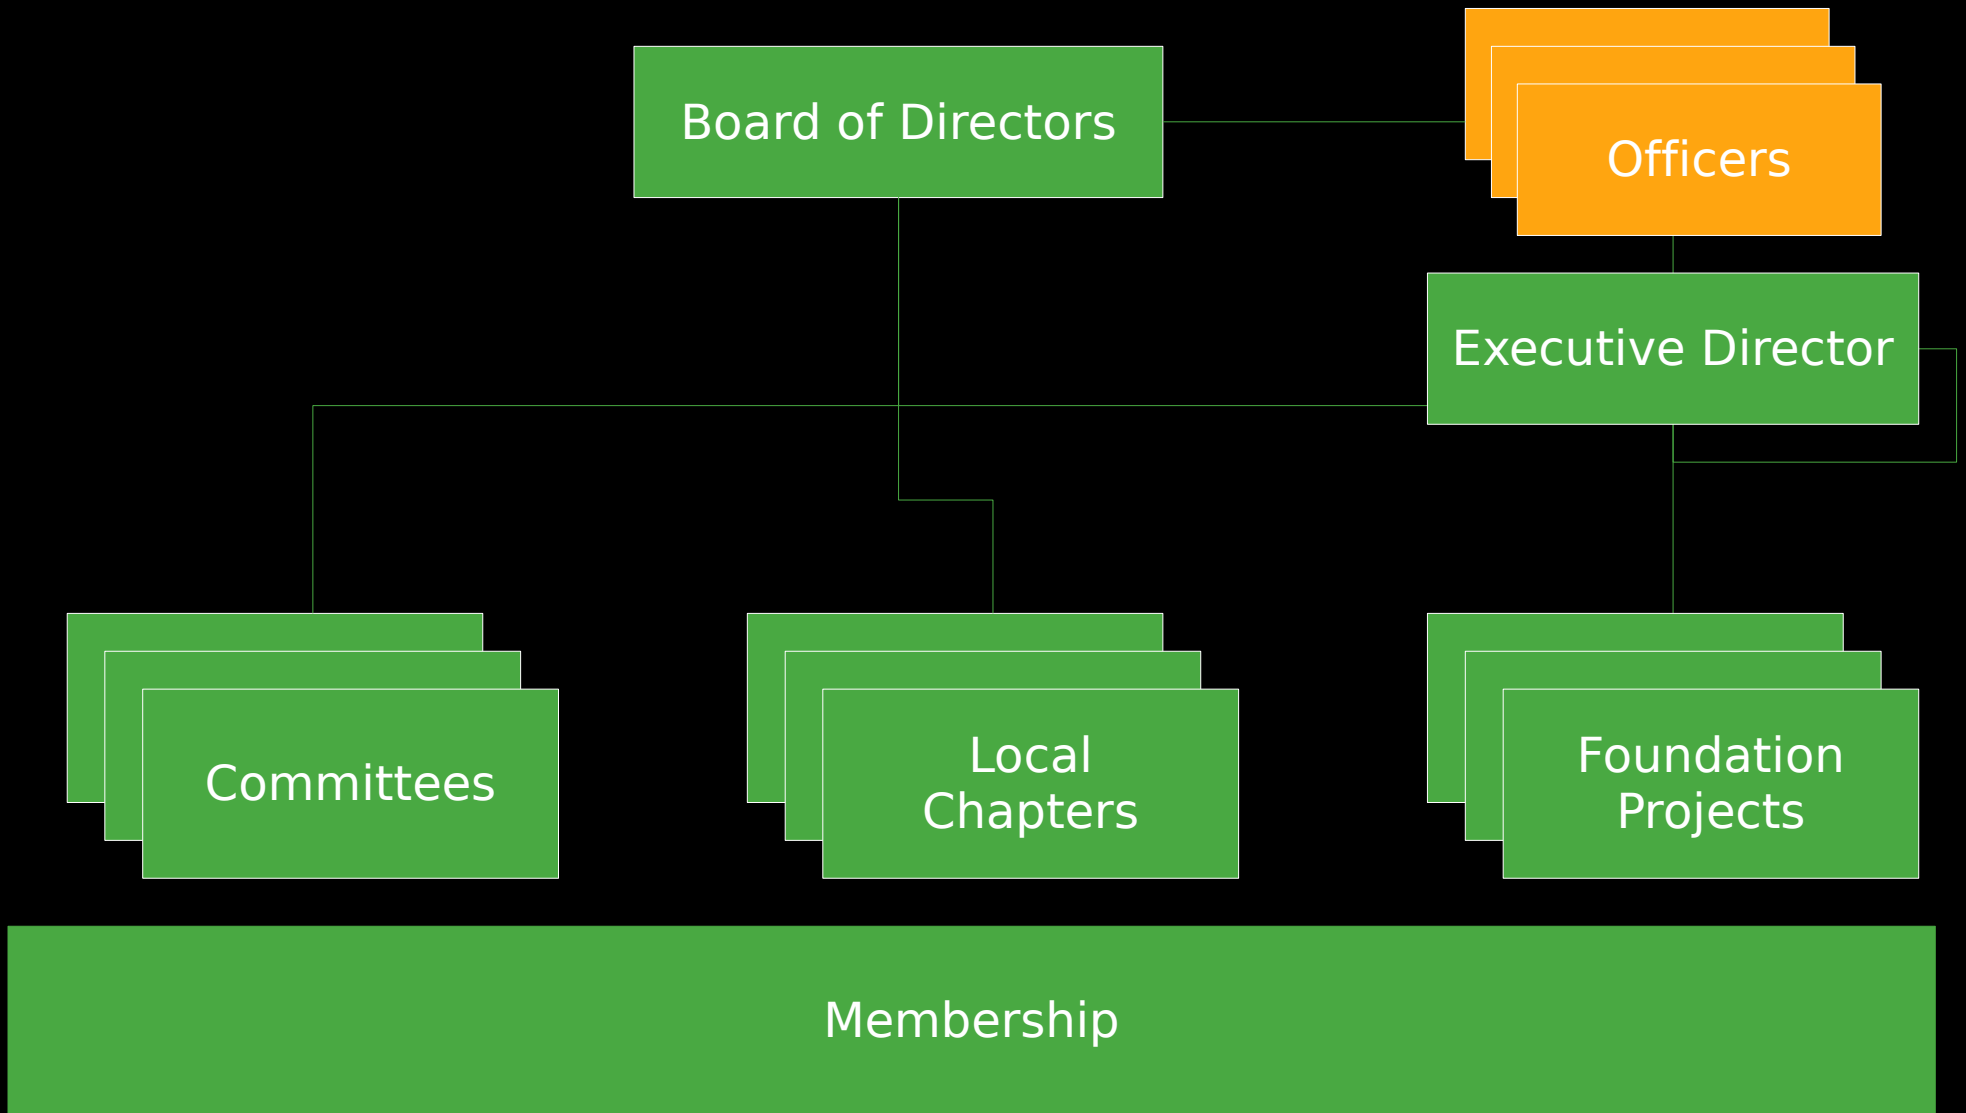 Board of Directors
Officers
Executive Director
Committees
Local
Chapters
Foundation
Projects
Membership